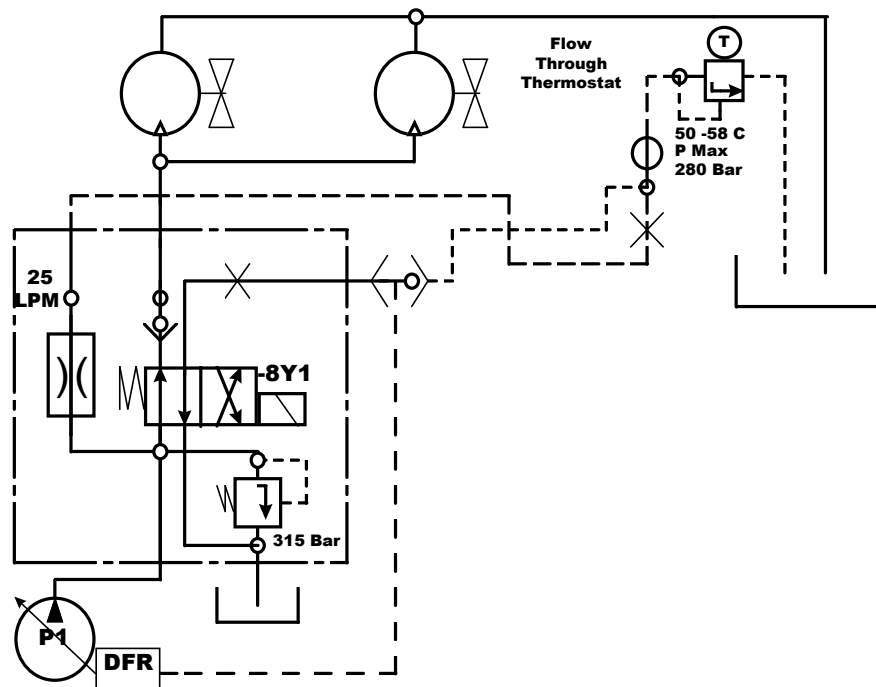 Flow
Through
Thermostat
T
50 -58 C
P Max
280 Bar
25
LPM
-8Y1
315 Bar
P1
DFR